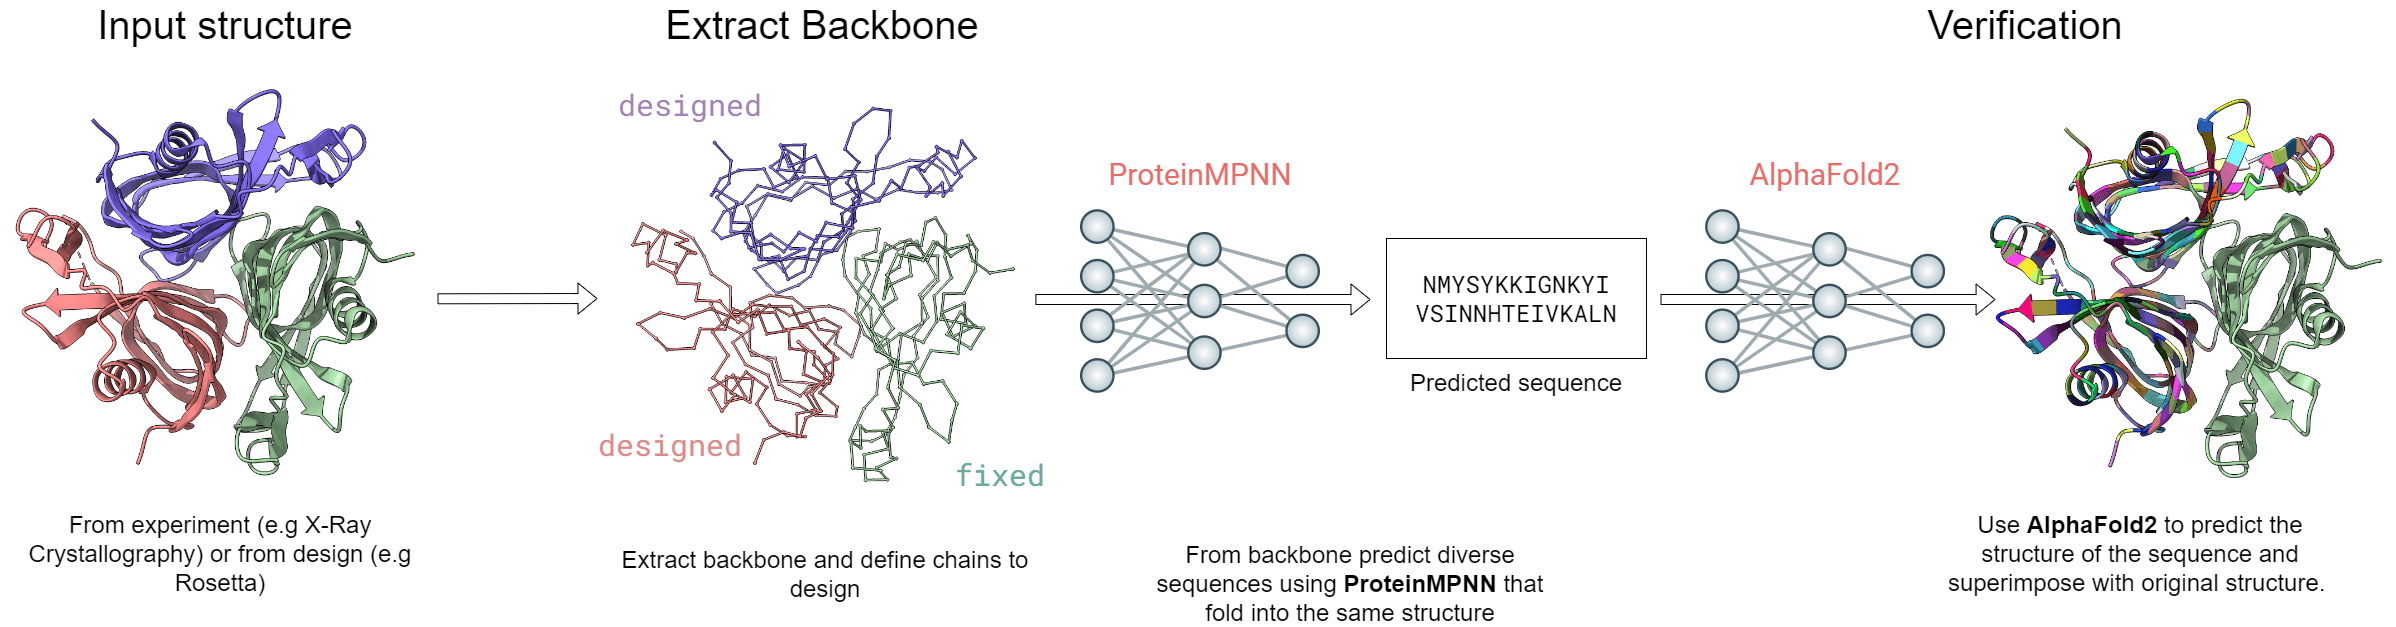 Input structure
Extract Backbone
Verification
designed
designed
fixed
ProteinMPNN
NMYSYKKIGNKYI
VSINNHTEIVKALN
Predicted sequence
AlphaFold2
From experiment (e.g X-Ray
Crystallography) or from design (e.g
Rosetta)
Extract backbone and define chains to
design
From backbone predict diverse
sequences using ProteinMPNN that
fold into the same structure
Use AlphaFold2 to predict the
structure of the sequence and
superimpose with original structure.